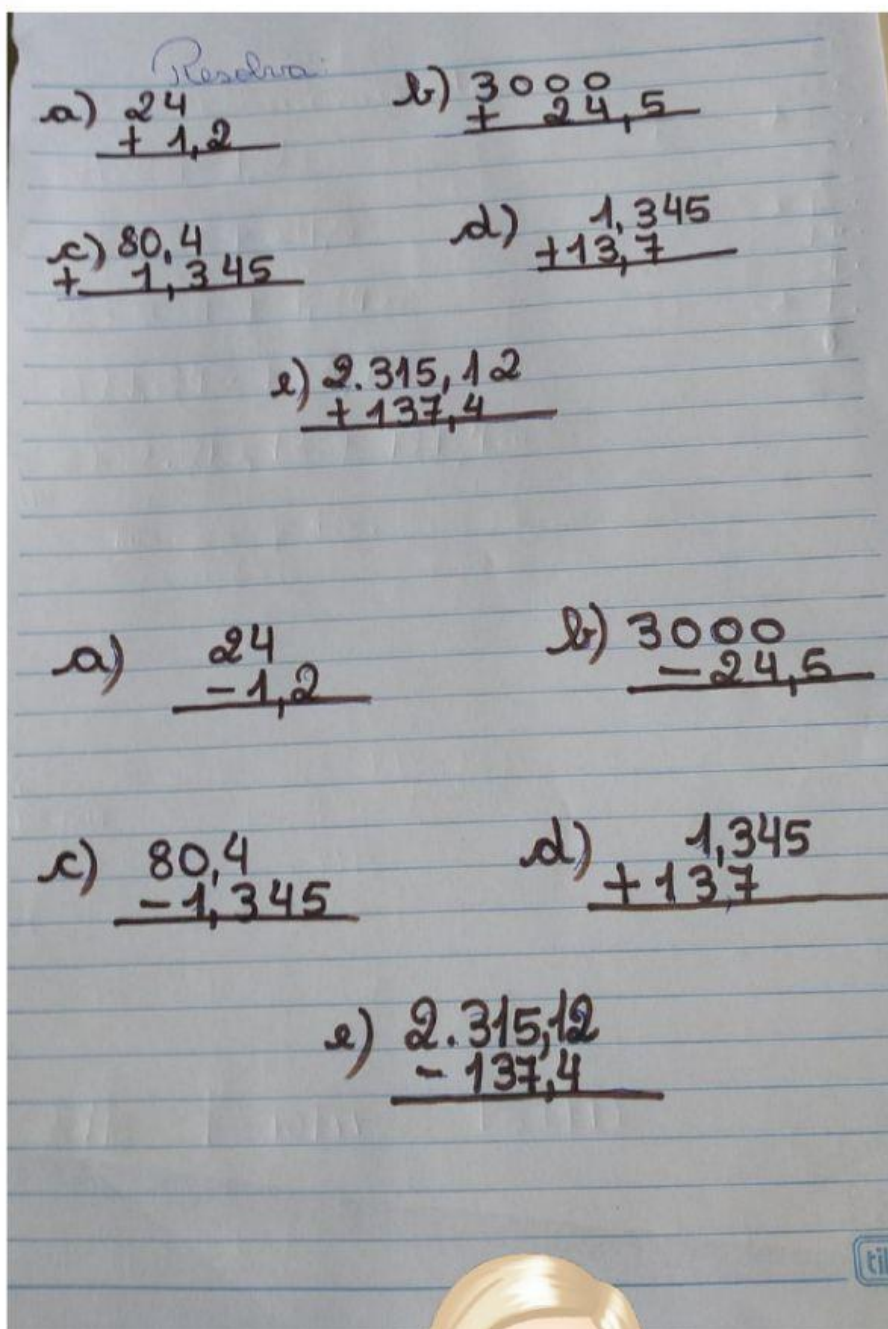 Resolva:
a) 24
+ 1,2
b) 3000
+ 24,5
c) 80,4
+ 1,345
d) 1,345
+13,7
e) 2.315,12
+ 137,4
a) 24
- 1,2
b) 3000
- 24,5
c) 80,4
- 1,345
d) 1,345
+ 13,7
e) 2.315,12
- 137,4